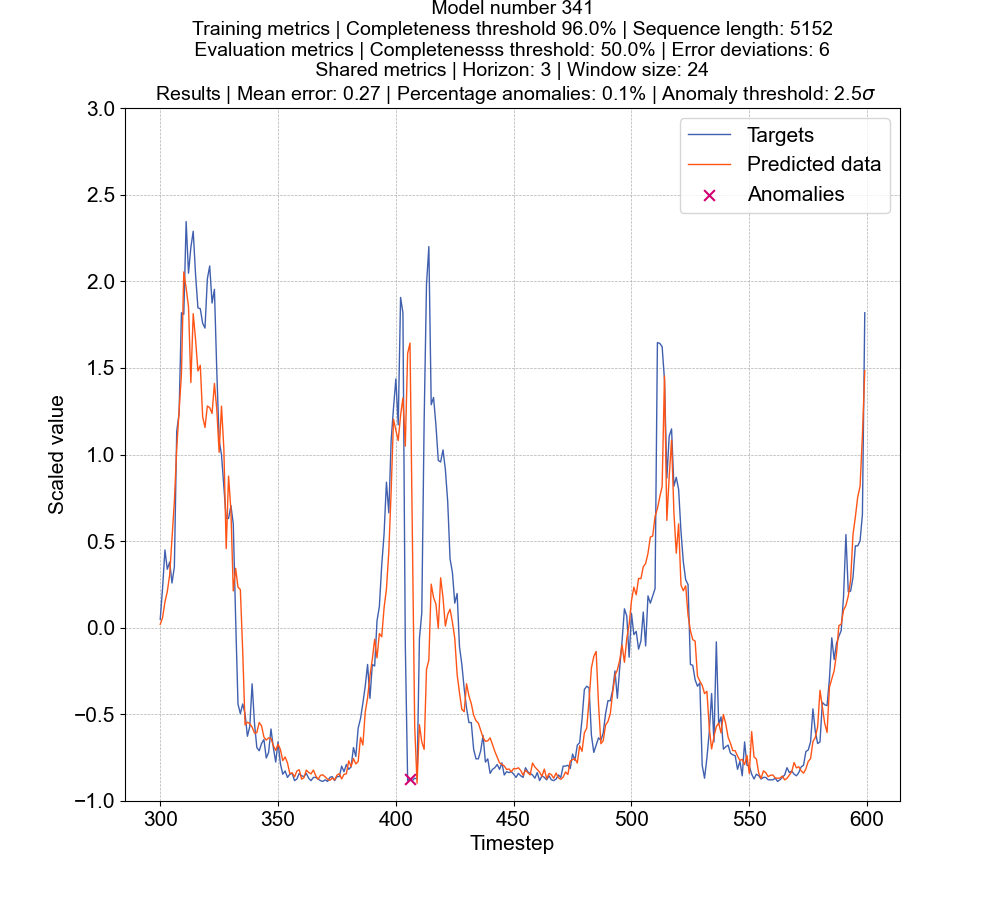 Model number 341
Training metrics | Completeness threshold 96.0% | Sequence length: 5152
Evaluation metrics | Completenesss threshold: 50.0% | Error deviations: 6
Shared metrics | Horizon: 3 | Window size: 24
Results | Mean error: 0.27 | Percentage anomalies: 0.1% | Anomaly threshold: 2.5σ
3.0
2.5
2.0
1.5
1.0
0.5
0.0
−0.5
−1.0
Scaled value
Targets
Predicted data
Anomalies
300
350
400
450
500
550
600
Timestep